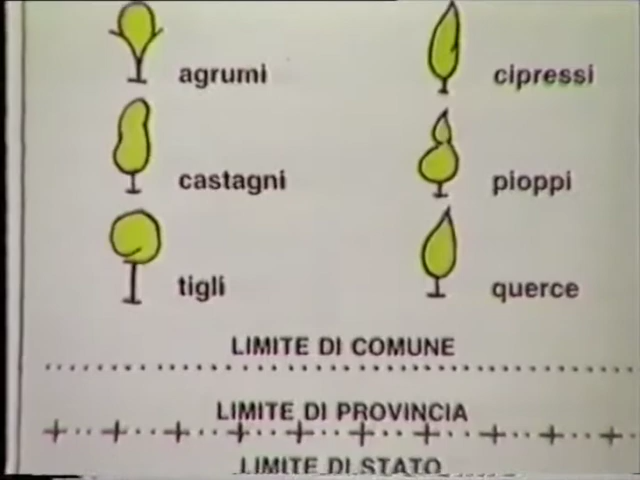 agrumi
cipressi
castagni
pioppi
tigli
querce
LIMITE DI COMUNE
LIMITE DI PROVINCIA
LIMITE DI STATO